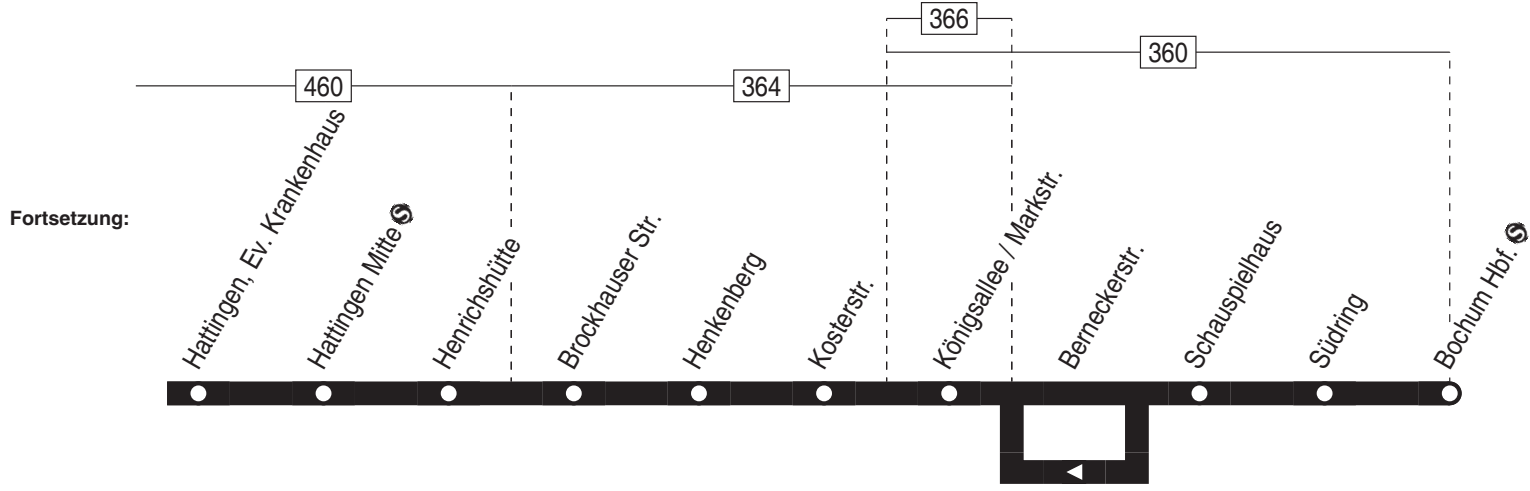 366
360
460
364
Fortsetzung:
Hattingen, Ev. Krankenhaus
Hattingen Mitte S
Henrichshütte
Brockhauser Str.
Henkenberg
Kosterstr.
Königsallee / Markstr.
Berneckerstr.
Schauspielhaus
Südring
Bochum Hbf. S